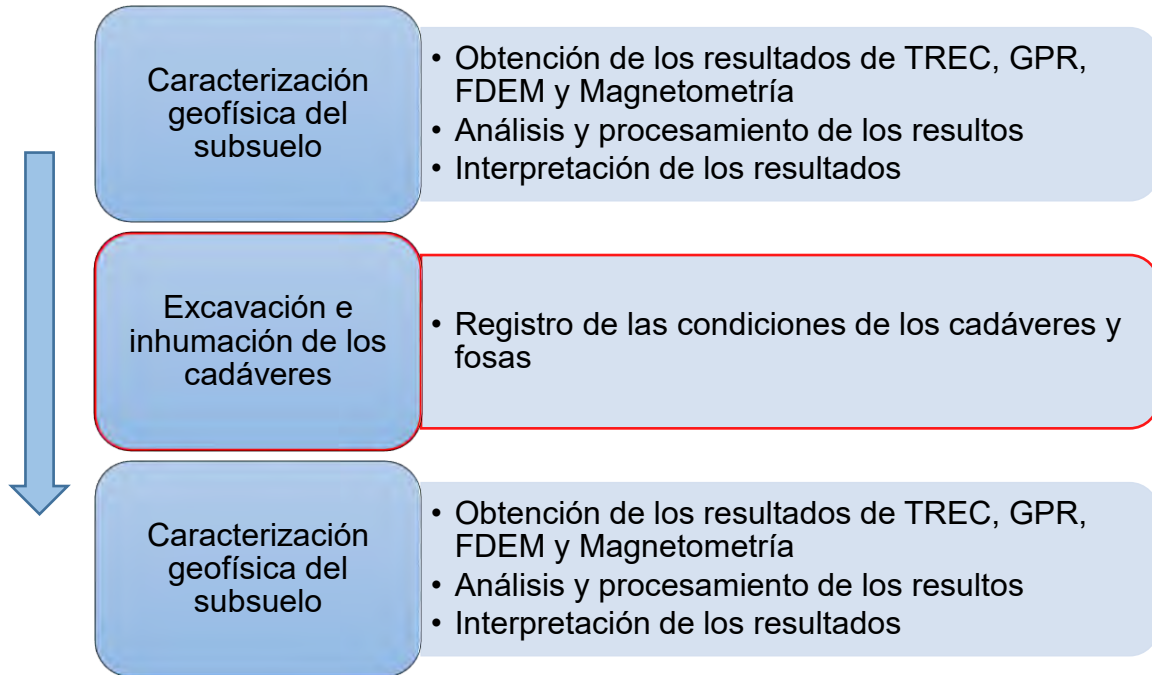 Caracterización
geofísica del
subsuelo
• Obtención de los resultados de TREC, GPR,
FDEM y Magnetometría
• Análisis y procesamiento de los resultos
• Interpretación de los resultados
Excavación e
inhumación de los
cadáveres
• Registro de las condiciones de los cadáveres y
fosas
Caracterización
geofísica del
subsuelo
• Obtención de los resultados de TREC, GPR,
FDEM y Magnetometría
• Análisis y procesamiento de los resultos
• Interpretación de los resultados